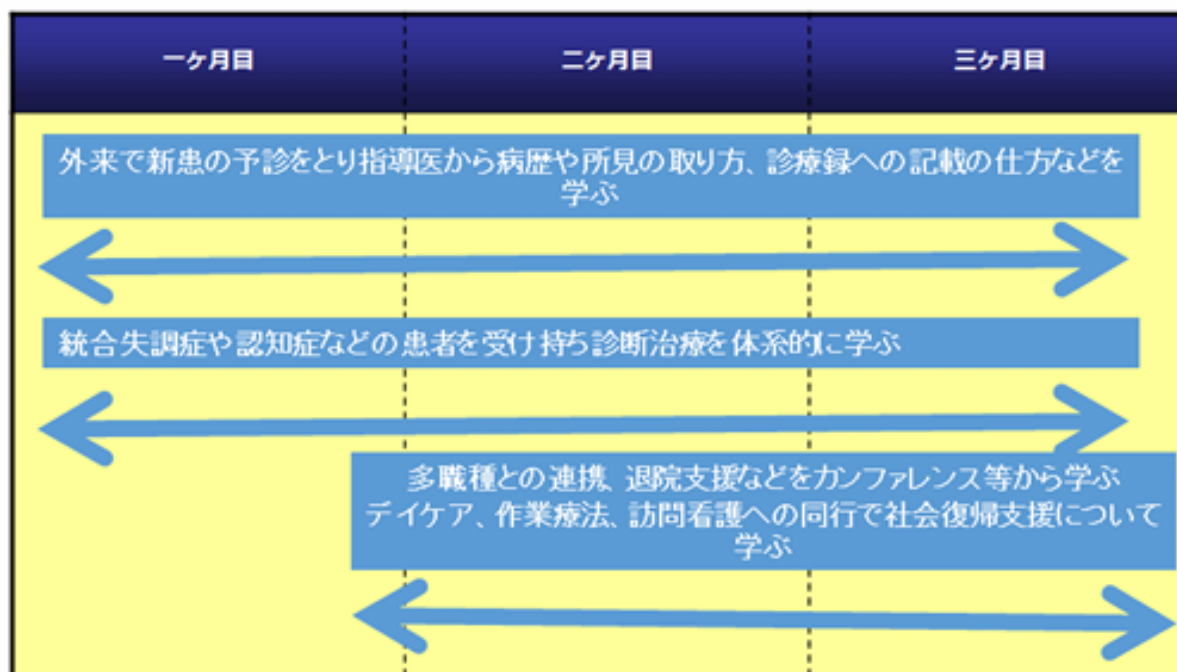 一ヶ月目
二ヶ月目
三ヶ月目
外来で新患の予診をとり指導医から病歴や所見の取り方、診療録への記載の仕方などを
学ぶ
統合失調症や認知症などの患者を受け持ち診断治療を体系的に学ぶ
多職種との連携、退院支援などをカンファレンス等から学ぶ
デイケア、作業療法、訪問看護への同行で社会復帰支援について
学ぶ